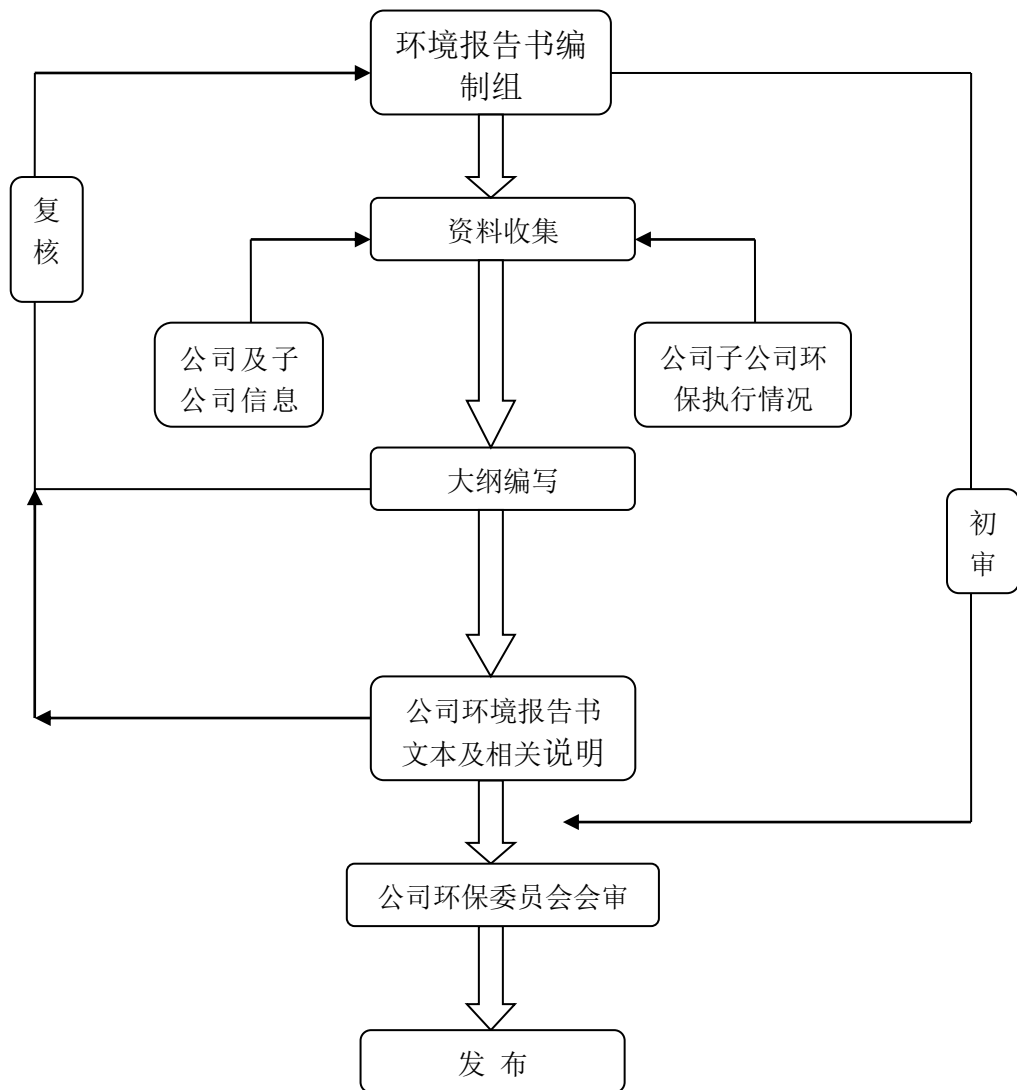 环境报告书编
制组
复
核
资料收集
公司及子
公司信息
公司子公司环
保执行情况
大纲编写
初
审
公司环境报告书
文本及相关说明
公司环保委员会会审
发 布